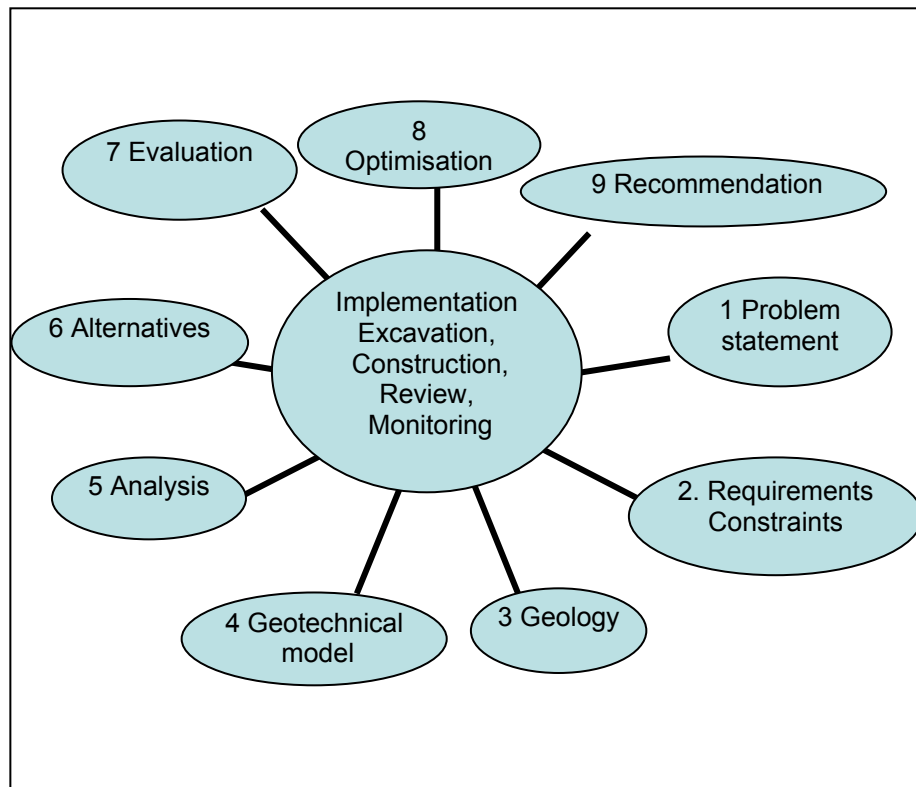 8
Optimisation
7 Evaluation
9 Recommendation
Implementation
Excavation,
Construction,
Review,
Monitoring
1 Problem
statement
6 Alternatives
5 Analysis
2. Requirements
Constraints
4 Geotechnical
model
3 Geology